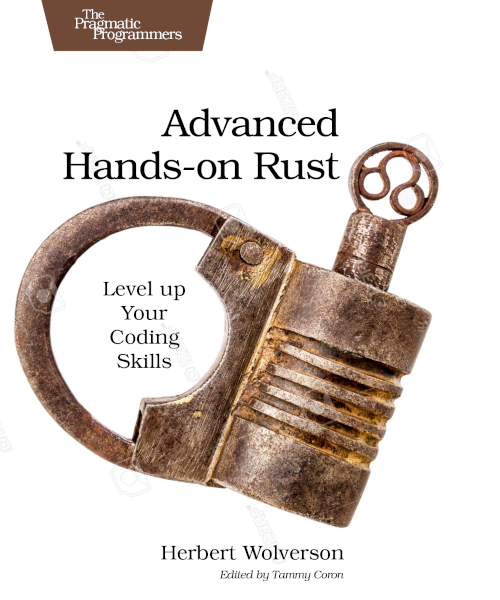 The
Pragmatic
Programmers
Advanced
Hands-on Rust
Level up
Your
Coding
Skills
Herbert Wolverson
Edited by Tammy Coron